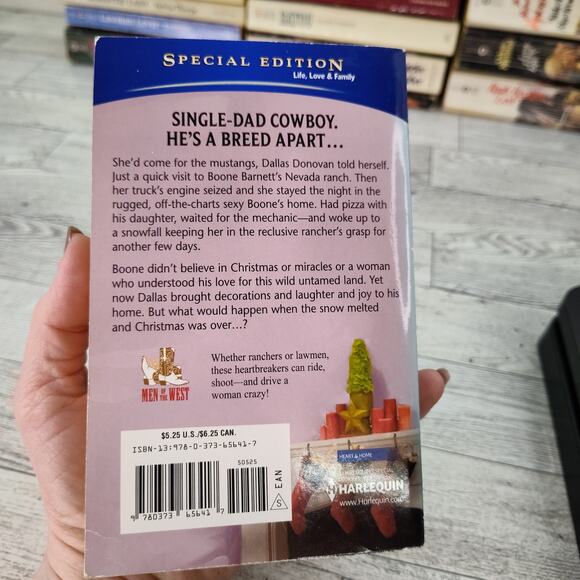 SPECIAL EDITION
Life, Love & Family
SINGLE-DAD COWBOY.
HE'S A BREED APART...
She'd come for the mustangs, Dallas Donovan told herself.
Just a quick visit to Boone Barnett's Nevada ranch. Then
her truck's engine seized and she stayed the night in the
rugged, off-the-charts sexy Boone's home. Had pizza with
his daughter, waited for the mechanic—and woke up to
a snowfall keeping her in the reclusive rancher's grasp for
another few days.
Boone didn't believe in Christmas or miracles or a woman
who understood his love for this wild untamed land. Yet
now Dallas brought decorations and laughter and joy to his
home. But what would happen when the snow melted
and Christmas was over...?
MEN OF THE WEST
Whether ranchers or lawmen,
these heartbreakers can ride,
shoot—and drive a
woman crazy!
$5.25 U.S./$6.25 CAN.
ISBN-13:978-0-373-65641-7
50525
9 780373 656417
EAN
S
HEART & HOME
HARLEQUIN
www.Harlequin.com